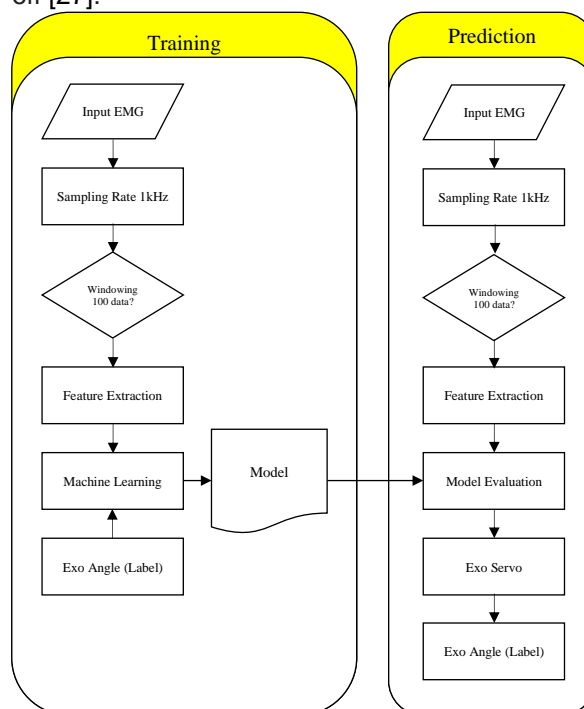 on [27].
Training
Input EMG
Sampling Rate 1kHz
Windowing
100 data?
Feature Extraction
Machine Learning
Model
Exo Angle (Label)
Prediction
Input EMG
Sampling Rate 1kHz
Windowing
100 data?
Feature Extraction
Model Evaluation
Exo Servo
Exo Angle (Label)